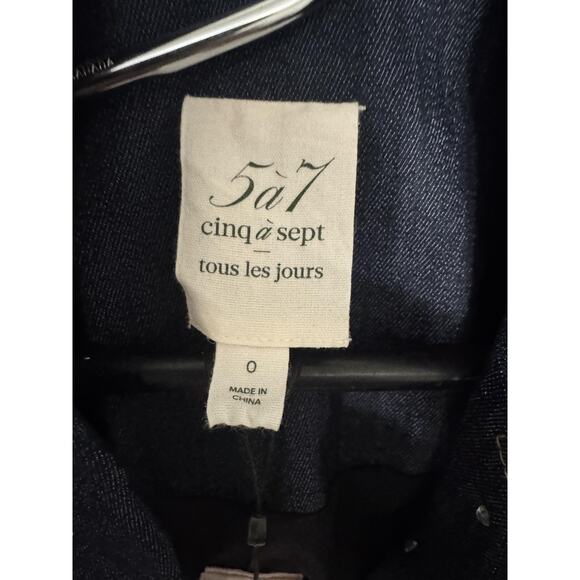 5à7
cinq à sept
—
tous les jours
0
MADE IN
CHINA